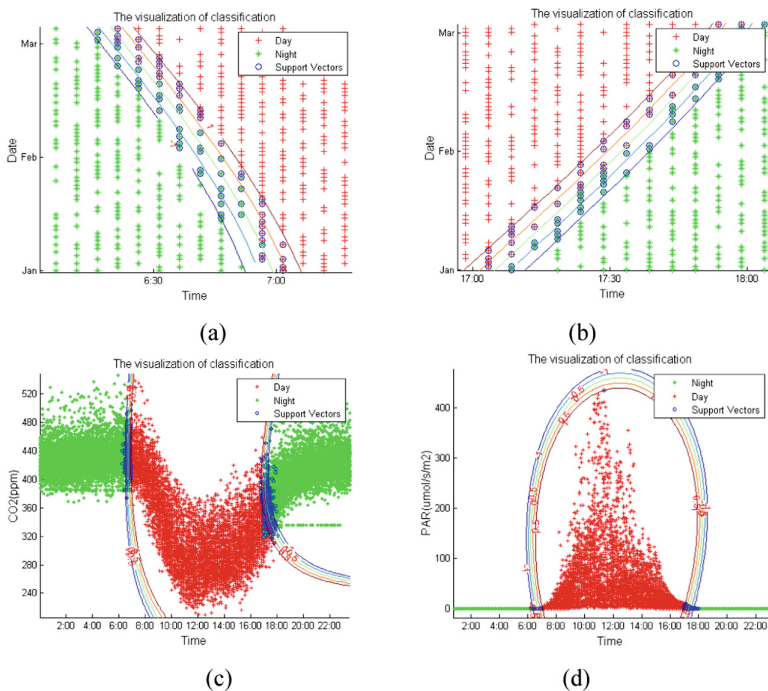 The visualization of classification
Mar
Feb
Jan
Date
6:30
7:00
Time
Day
Night
Support Vectors
(a)
The visualization of classification
Mar
Feb
Jan
Date
17:00
17:30
18:00
Time
Day
Night
Support Vectors
(b)
The visualization of classification
520
480
440
400
360
320
280
240
CO2(ppm)
2:00 4:00 6:00 8:00 10:00 12:00 14:00 16:00 18:00 20:00 22:00
Time
Day
Night
Support Vectors
(c)
The visualization of classification
400
300
200
100
0
PAR(umol/s/m2)
2:00 4:00 6:00 8:00 10:00 12:00 14:00 16:00 18:00 20:00 22:00
Time
Night
Day
Support Vectors
(d)